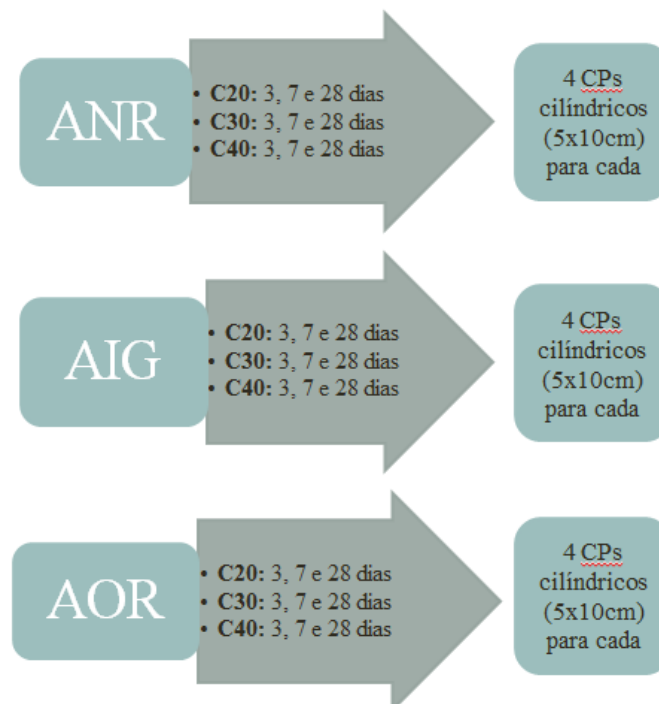 ANR
• C20: 3, 7 e 28 dias
• C30: 3, 7 e 28 dias
• C40: 3, 7 e 28 dias
4 CPs
cilíndricos
(5x10cm)
para cada
AIG
• C20: 3, 7 e 28 dias
• C30: 3, 7 e 28 dias
• C40: 3, 7 e 28 dias
4 CPs
cilíndricos
(5x10cm)
para cada
AOR
• C20: 3, 7 e 28 dias
• C30: 3, 7 e 28 dias
• C40: 3, 7 e 28 dias
4 CPs
cilíndricos
(5x10cm)
para cada